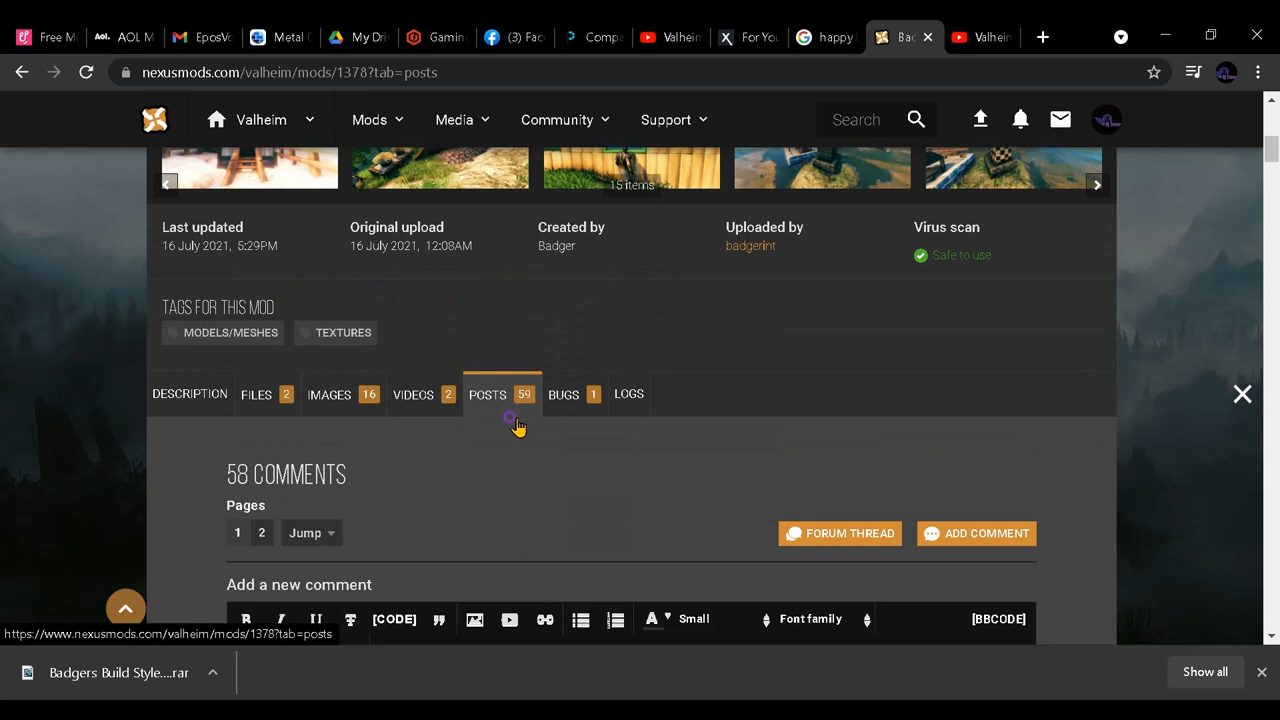 Free M
Aol. AOL M
EposVo
Metal G
My Driv
Gamin
(3) Fac
Compa
Valheim
For You
happy
Bad
Valheim
nexusmods.com/valheim/mods/1378?tab=posts
Valheim Mods Media Community Support Search
15 items
Last updated Original upload Created by Uploaded by Virus scan
16 July 2021, 5:29PM 16 July 2021, 12:08AM Badger badgerint Safe to use
TAGS FOR THIS MOD
MODELS/MESHES TEXTURES
DESCRIPTION FILES 2 IMAGES 16 VIDEOS 2 POSTS 59 BUGS 1 LOGS
58 COMMENTS
Pages
1 2 Jump FORUM THREAD ADD COMMENT
Add a new comment
B I U T [CODE] A Small Font family [BBCODE]
https://www.nexusmods.com/valheim/mods/1378?tab=posts
Badgers Build Style....rar Show all